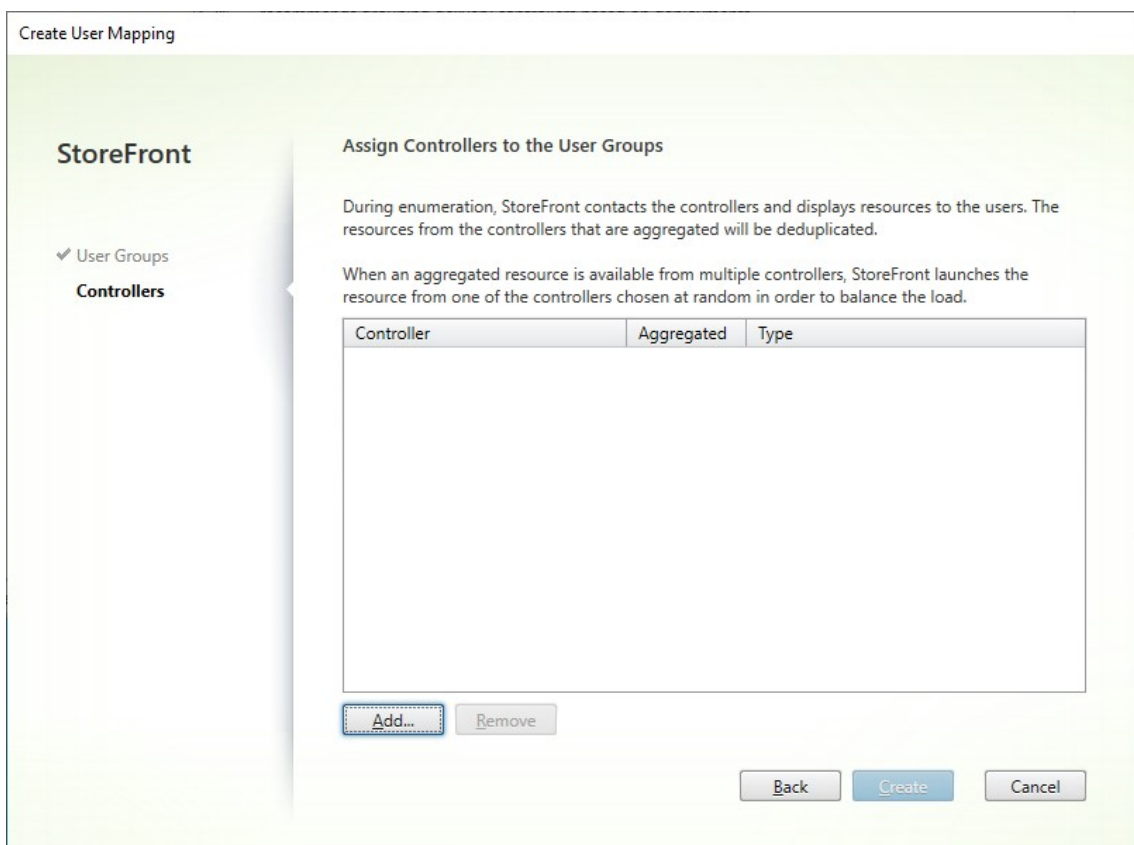 Create User Mapping
StoreFront
User Groups
Controllers
Assign Controllers to the User Groups
During enumeration, StoreFront contacts the controllers and displays resources to the users. The
resources from the controllers that are aggregated will be deduplicated.
When an aggregated resource is available from multiple controllers, StoreFront launches the
resource from one of the controllers chosen at random in order to balance the load.
Controller Aggregated Type
Add... Remove
Back Create Cancel